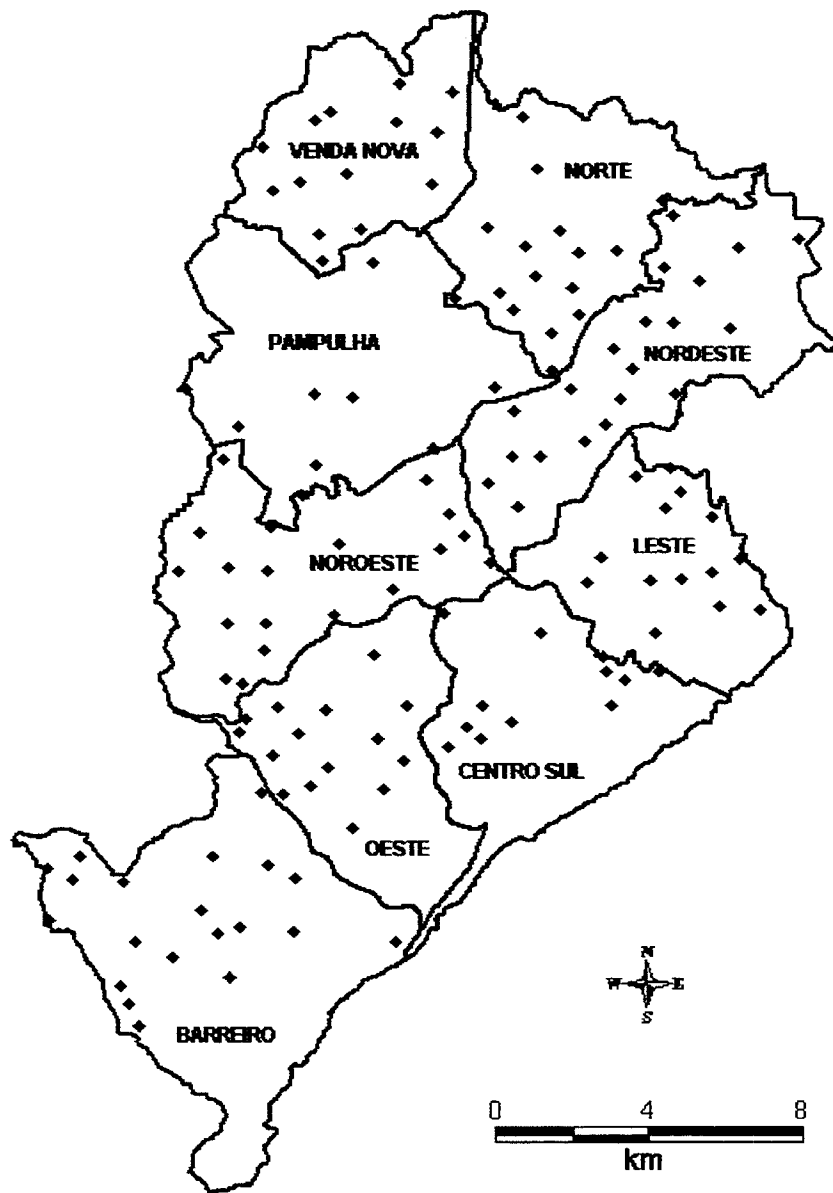 VENDA NOVA
NORTE
PAMPULHA
NORDESTE
NOROESTE
LESTE
CENTRO SUL
OESTE
BARREIRO
N
W E
S
0 4 8
km